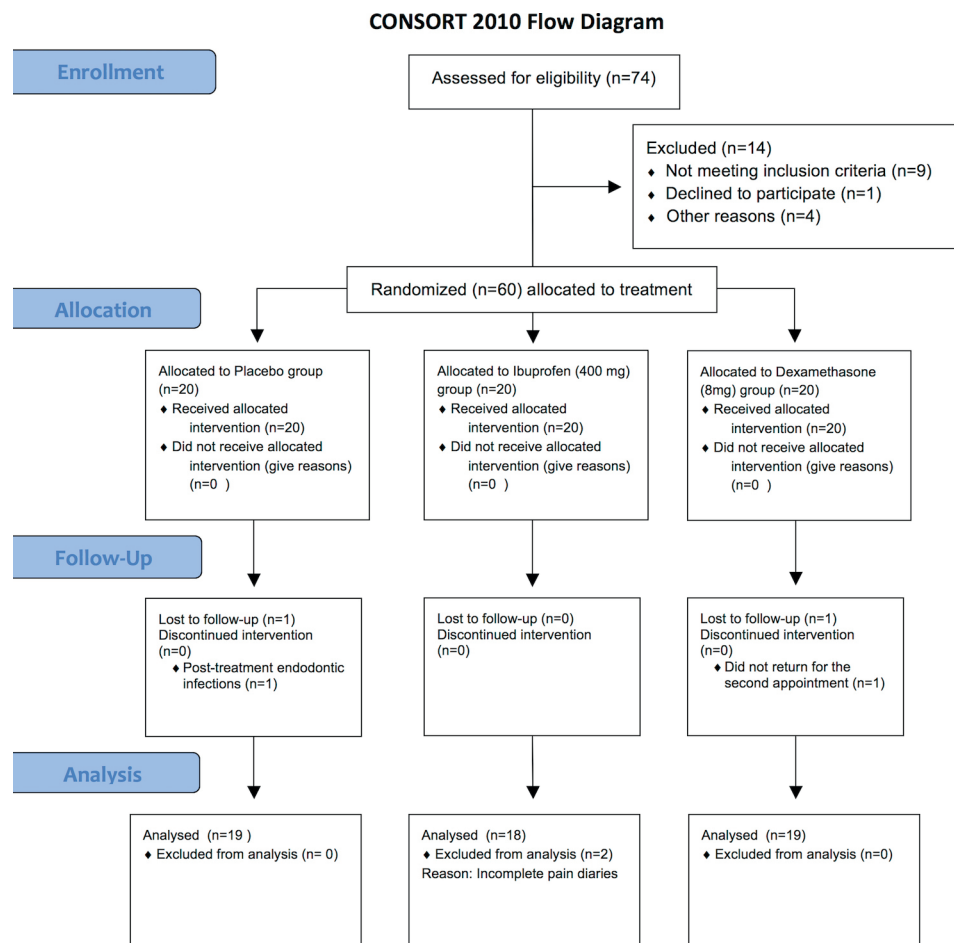 CONSORT 2010 Flow Diagram
Enrollment
Assessed for eligibility (n=74)
Excluded (n=14)
♦ Not meeting inclusion criteria (n=9)
♦ Declined to participate (n=1)
♦ Other reasons (n=4)
Randomized (n=60) allocated to treatment
Allocation
Allocated to Placebo group
(n=20)
♦ Received allocated
intervention (n=20)
♦ Did not receive allocated
intervention (give reasons)
(n=0 )
Allocated to Ibuprofen (400 mg)
group (n=20)
♦ Received allocated
intervention (n=20)
♦ Did not receive allocated
intervention (give reasons)
(n=0 )
Allocated to Dexamethasone
(8mg) group (n=20)
♦ Received allocated
intervention (n=20)
♦ Did not receive allocated
intervention (give reasons)
(n=0 )
Follow-Up
Lost to follow-up (n=1)
Discontinued intervention
(n=0)
♦ Post-treatment endodontic
infections (n=1)
Lost to follow-up (n=0)
Discontinued intervention
(n=0)
Lost to follow-up (n=1)
Discontinued intervention
(n=0)
♦ Did not return for the
second appointment (n=1)
Analysis
Analysed (n=19 )
♦ Excluded from analysis (n= 0)
Analysed (n=18)
♦ Excluded from analysis (n=2)
Reason: Incomplete pain diaries
Analysed (n=19)
♦ Excluded from analysis (n=0)